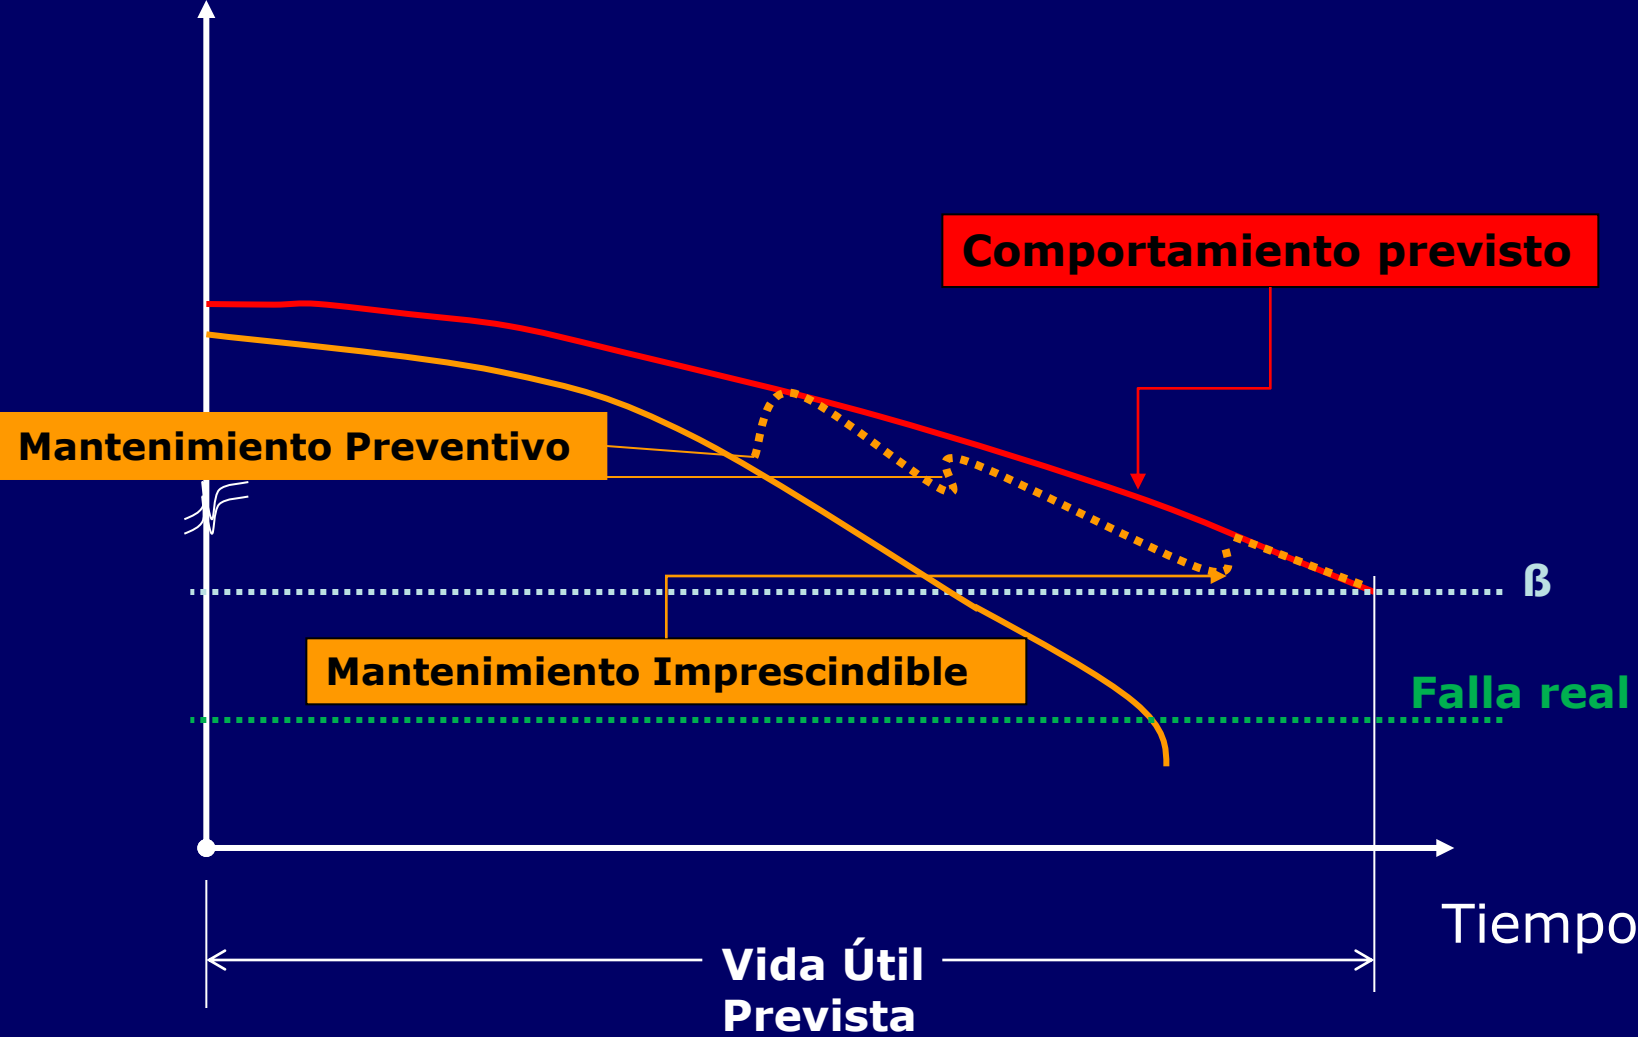 Comportamiento previsto
Mantenimiento Preventivo
ß
Mantenimiento Imprescindible
Falla real
Tiempo
Vida Útil
Prevista